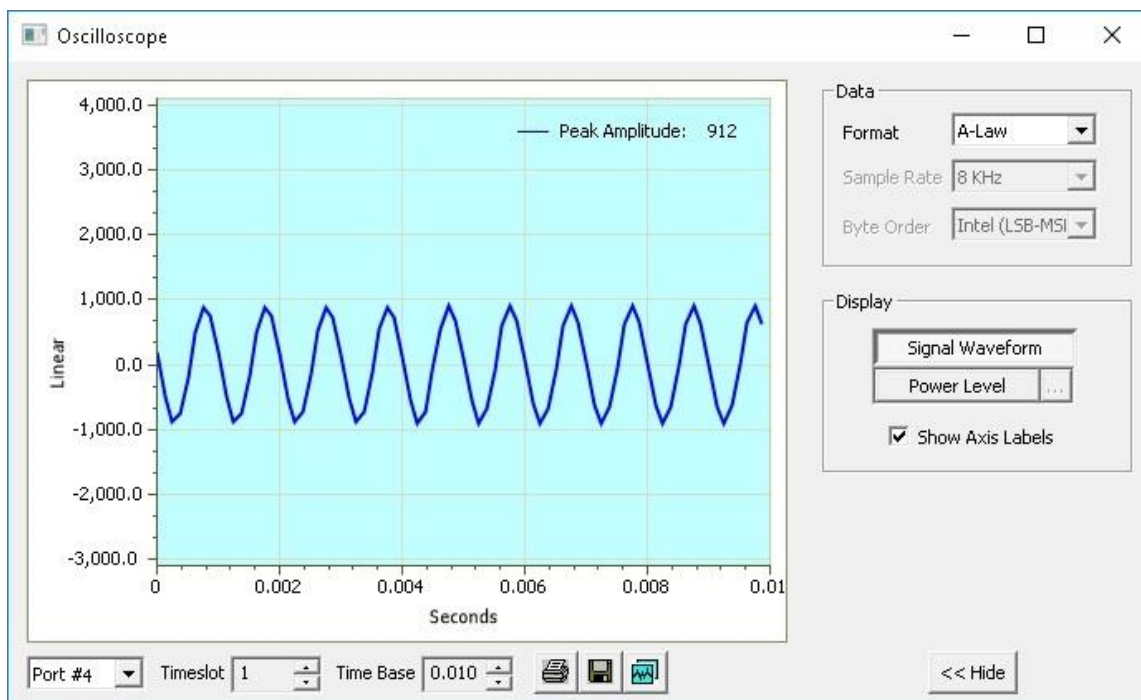 Oscilloscope
4,000.0
3,000.0
2,000.0
1,000.0
0.0
-1,000.0
-2,000.0
-3,000.0
Linear
Peak Amplitude: 912
0 0.002 0.004 0.006 0.008 0.01
Seconds
Data
Format A-Law
Sample Rate 8 KHz
Byte Order Intel (LSB-MSI
Display
Signal Waveform
Power Level ...
Show Axis Labels
Port #4 Timeslot 1 Time Base 0.010 << Hide